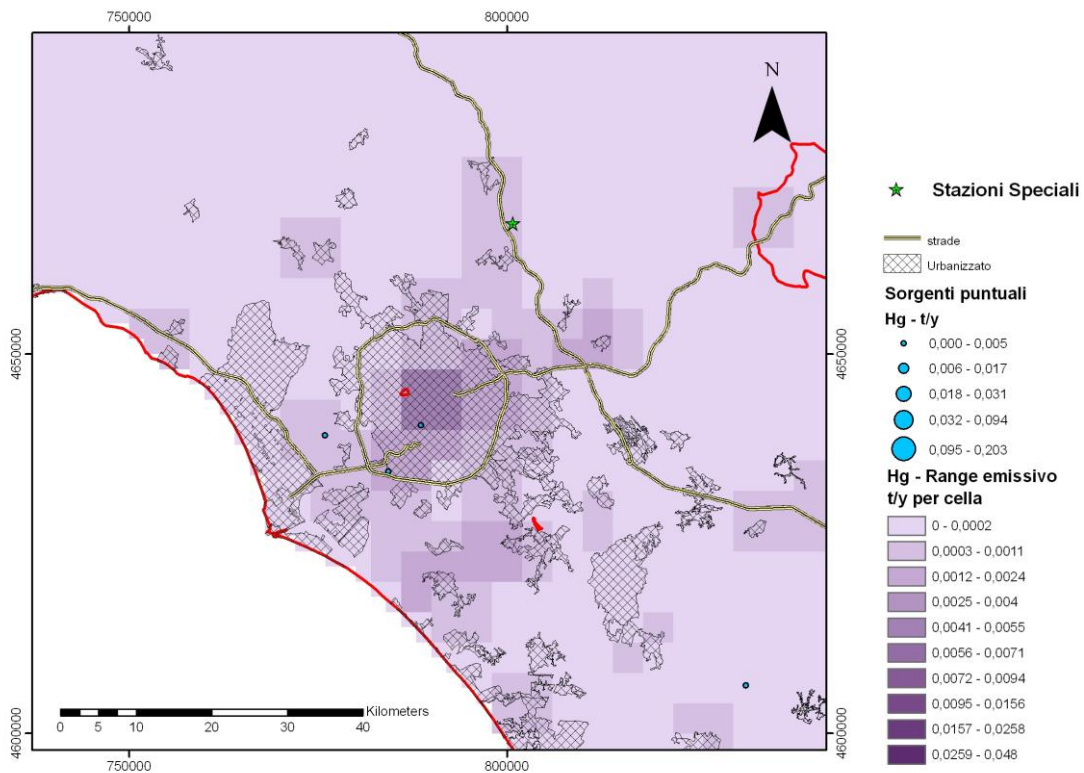 750000
800000
N
4650000
4650000
4600000
4600000
Kilometers
0
5
10
20
30
40
750000
800000
Stazioni Speciali
strade
Urbanizzato
Sorgenti puntuali
Hg - t/y
0,000 - 0,005
0,006 - 0,017
0,018 - 0,031
0,032 - 0,094
0,095 - 0,203
Hg - Range emissivo
t/y per cella
0 - 0,0002
0,0003 - 0,0011
0,0012 - 0,0024
0,0025 - 0,004
0,0041 - 0,0055
0,0056 - 0,0071
0,0072 - 0,0094
0,0095 - 0,0156
0,0157 - 0,0258
0,0259 - 0,048